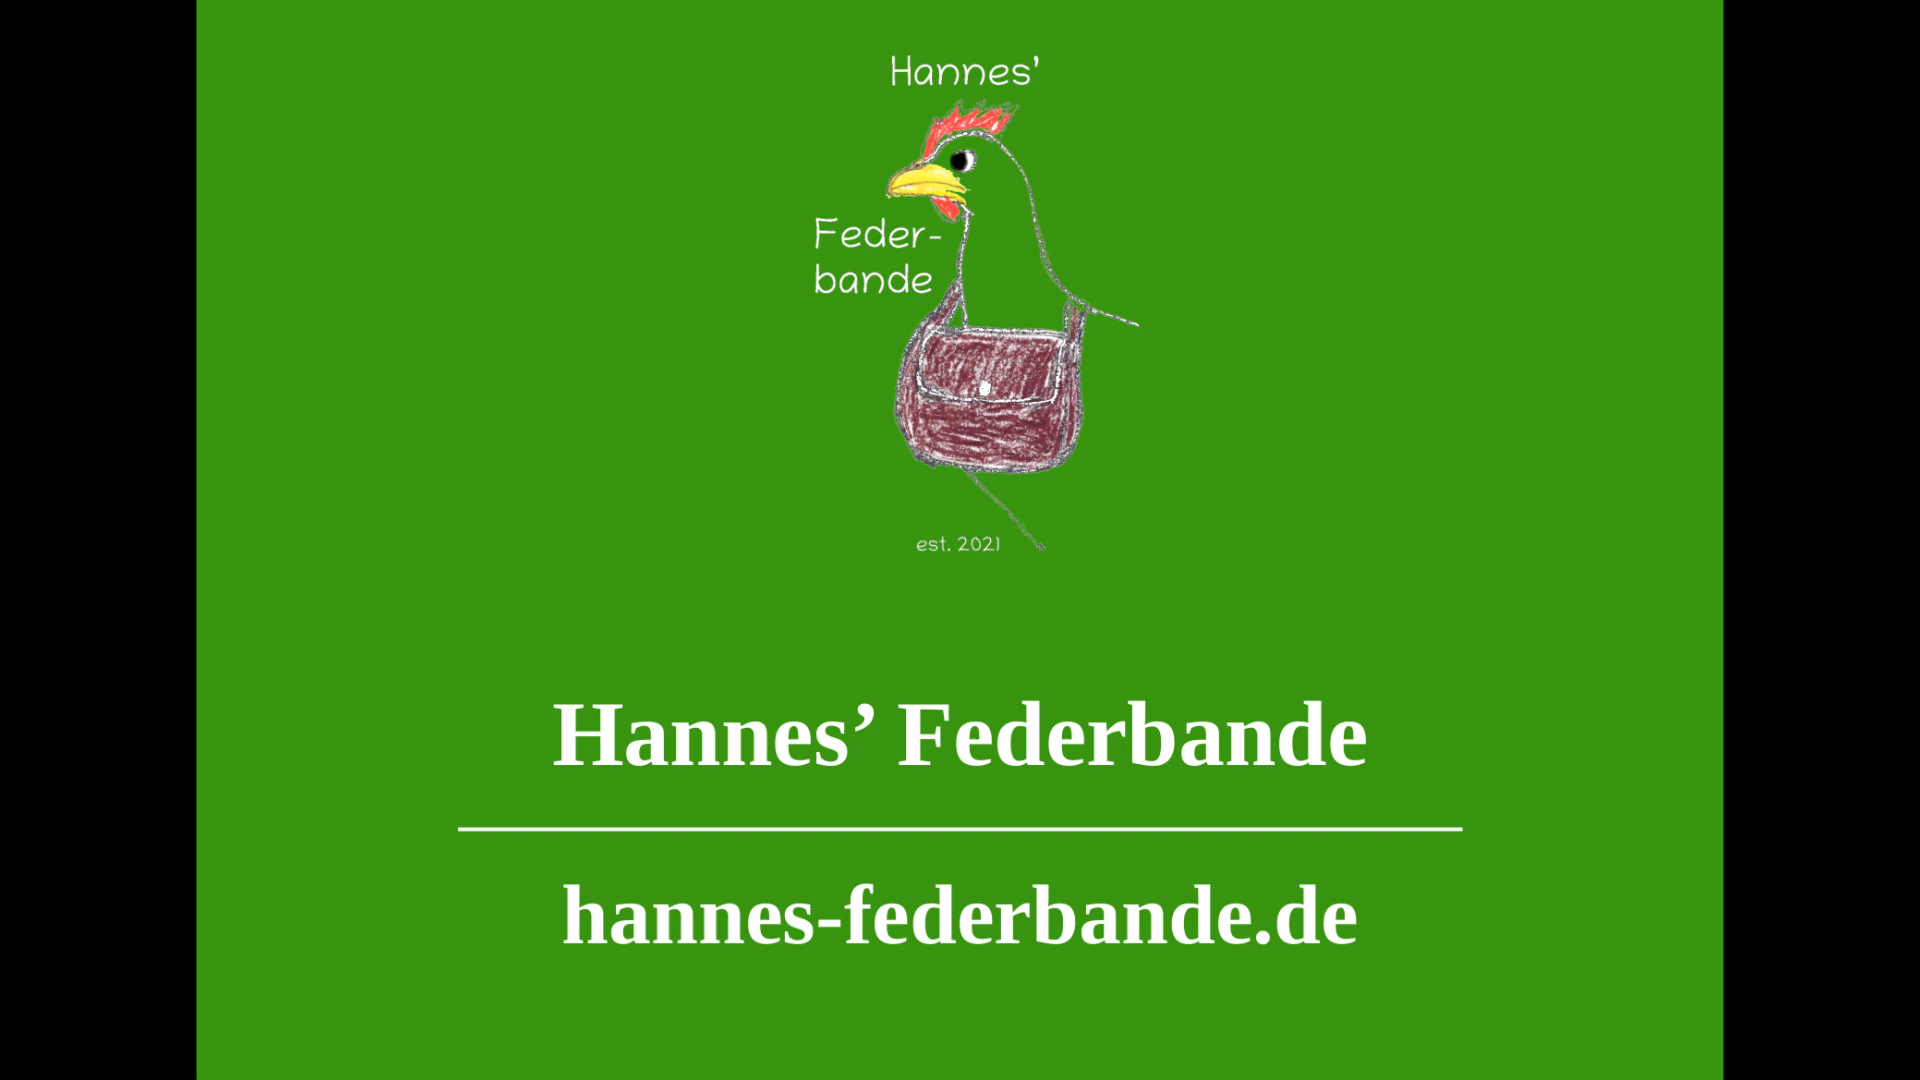 Hannes’
Feder-
bande
est. 2021
Hannes’ Federbande
hannes-federbande.de